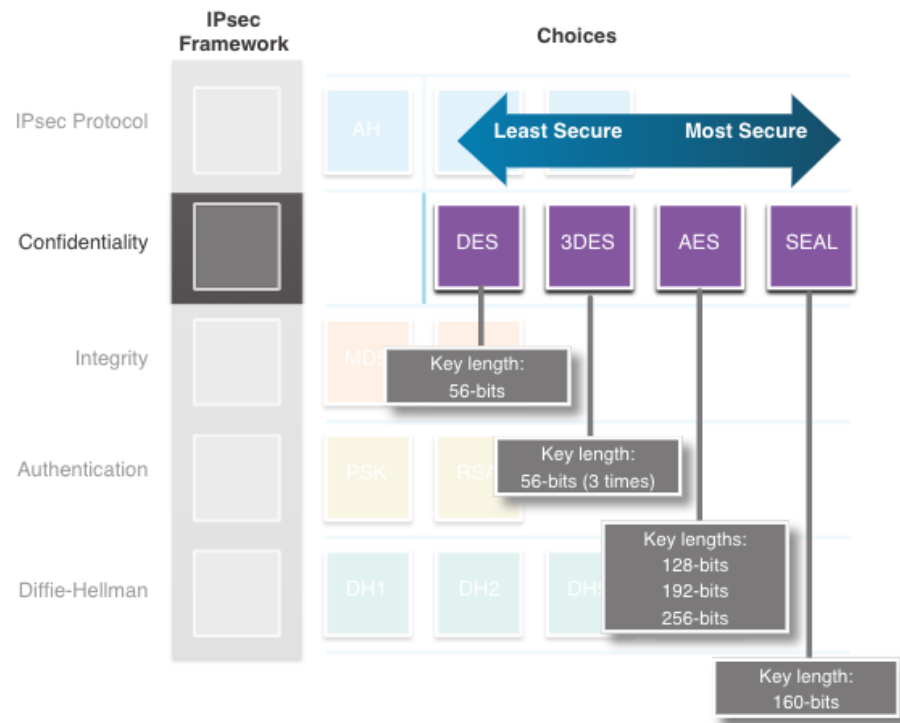 IPsec
Framework
Choices
IPsec Protocol
AH
Least Secure
Most Secure
Confidentiality
DES
3DES
AES
SEAL
Integrity
Key length:
56-bits
Authentication
PSK
Key length:
56-bits (3 times)
Diffie-Hellman
DH1
DH2
Key lengths:
128-bits
192-bits
256-bits
Key length:
160-bits